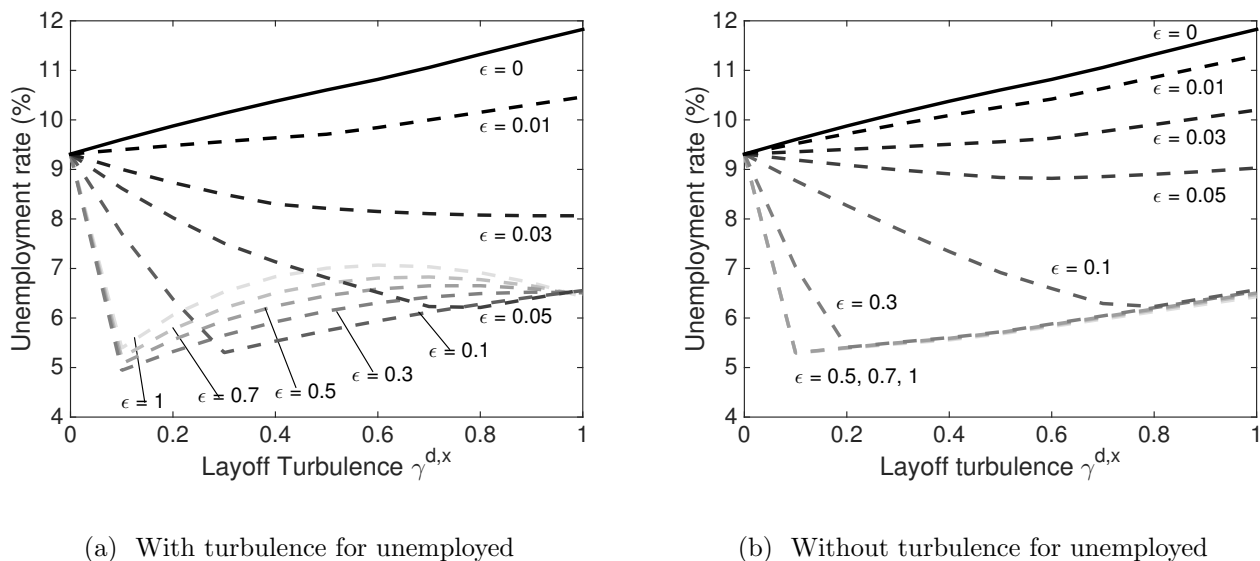 12
11
10
9
8
7
6
5
4
Unemployment rate (%)
0
0.2
0.4
0.6
0.8
1
Layoff Turbulence γ^{d,x}
ϵ = 0
ϵ = 0.01
ϵ = 0.03
ϵ = 0.05
ϵ = 0.1
ϵ = 0.3
ϵ = 0.5
ϵ = 0.7
ϵ = 1
(a) With turbulence for unemployed
12
11
10
9
8
7
6
5
4
Unemployment rate (%)
0
0.2
0.4
0.6
0.8
1
Layoff turbulence γ^{d,x}
ϵ = 0
ϵ = 0.01
ϵ = 0.03
ϵ = 0.05
ϵ = 0.1
ϵ = 0.3
ϵ = 0.5, 0.7, 1
(b) Without turbulence for unemployed